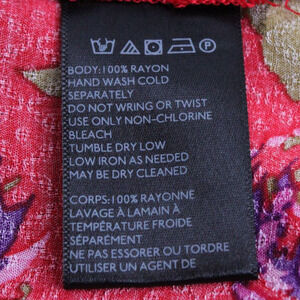 BODY:100% RAYON
HAND WASH COLD
SEPARATELY
DO NOT WRING OR TWIST
USE ONLY NON-CHLORINE
BLEACH
TUMBLE DRY LOW
LOW IRON AS NEEDED
MAY BE DRY CLEANED
CORPS:100% RAYONNE
LAVAGE À LAMAIN À
TEMPÉRATURE FROIDE
SÉPARÉMENT
NE PAS ESSORER OU TORDRE
UTILISER UN AGENT DE